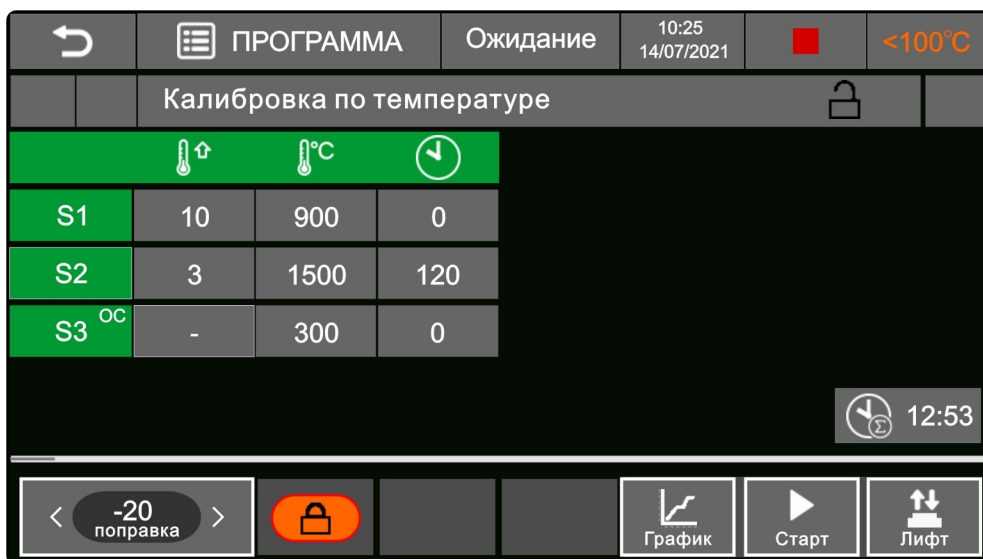 ПРОГРАММА Ожидание 10:25 <100°C
14/07/2021
Калибровка по температуре
°C
S1 10 900 0
S2 3 1500 120
S3 OC - 300 0
Σ 12:53
< -20 >
поправка
График Старт Лифт